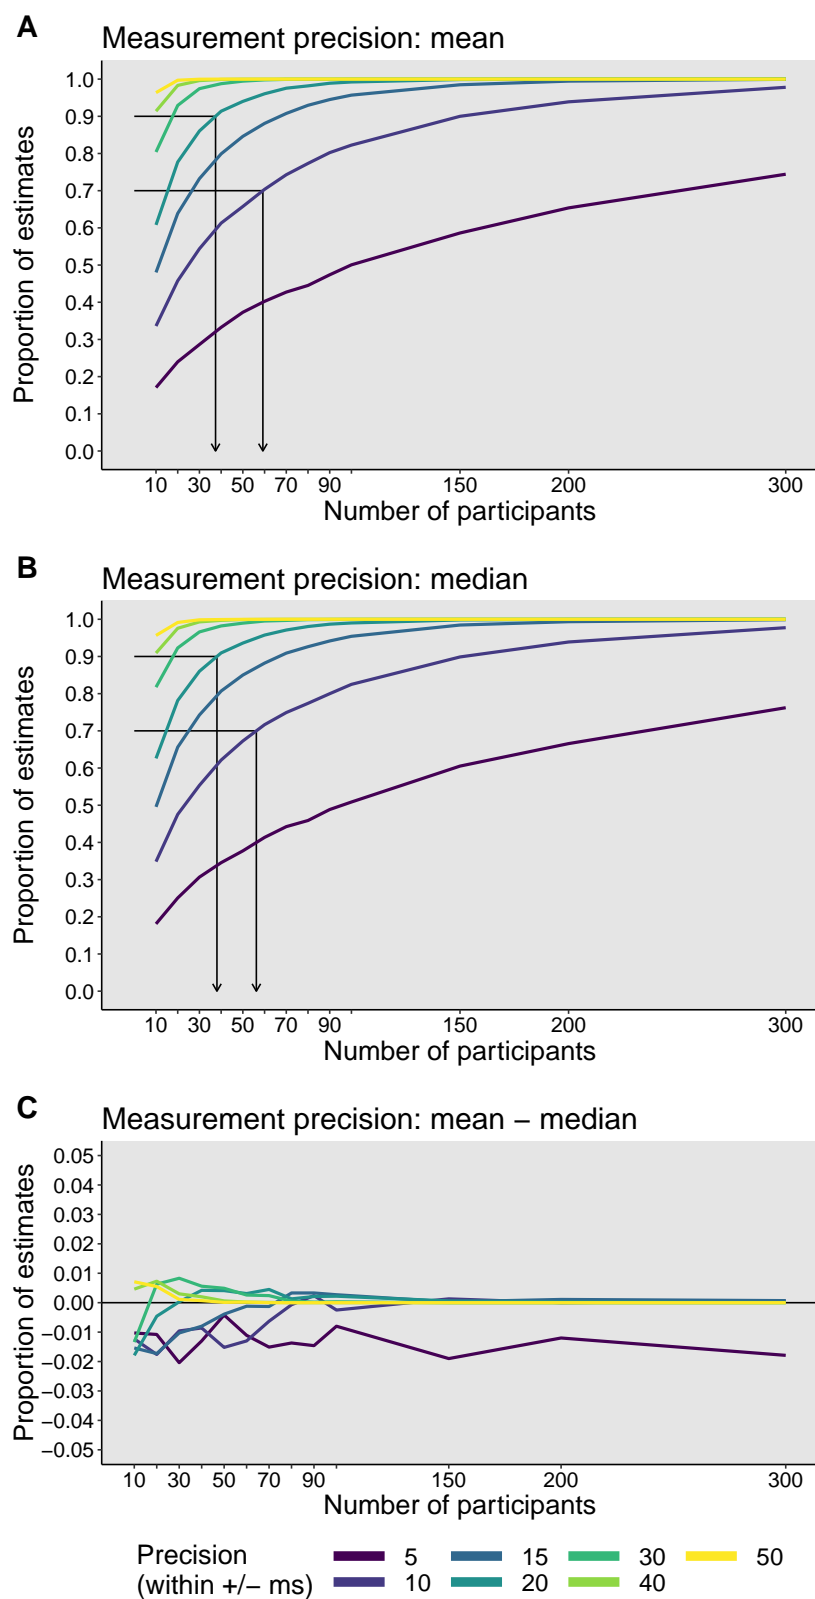 A
Measurement precision: mean
Proportion of estimates
1.0
0.9
0.8
0.7
0.6
0.5
0.4
0.3
0.2
0.1
0.0
10 30 50 70 90 150 200 300
Number of participants
B
Measurement precision: median
Proportion of estimates
1.0
0.9
0.8
0.7
0.6
0.5
0.4
0.3
0.2
0.1
0.0
10 30 50 70 90 150 200 300
Number of participants
C
Measurement precision: mean − median
Proportion of estimates
0.05
0.04
0.03
0.02
0.01
0.00
−0.01
−0.02
−0.03
−0.04
−0.05
10 30 50 70 90 150 200 300
Number of participants
Precision
(within +/− ms)
5 15 30 50
10 20 40